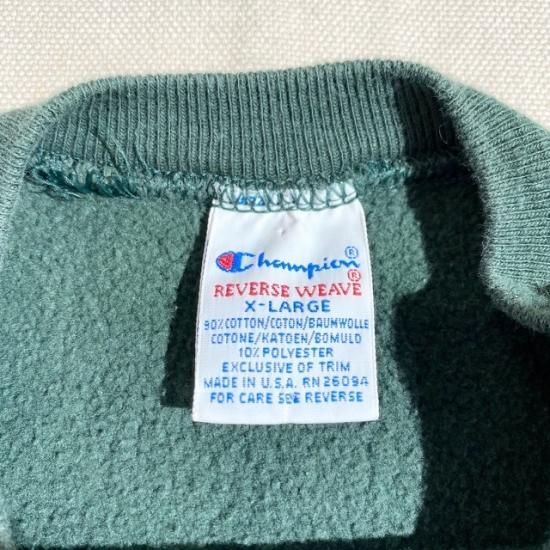 Champion®
REVERSE WEAVE®
X-LARGE
90% COTTON/COTON/BAUMWOLLE
COTONE/KATOEN/BOMULD
10% POLYESTER
EXCLUSIVE OF TRIM
MADE IN U.S.A. RN 26094
FOR CARE SEE REVERSE